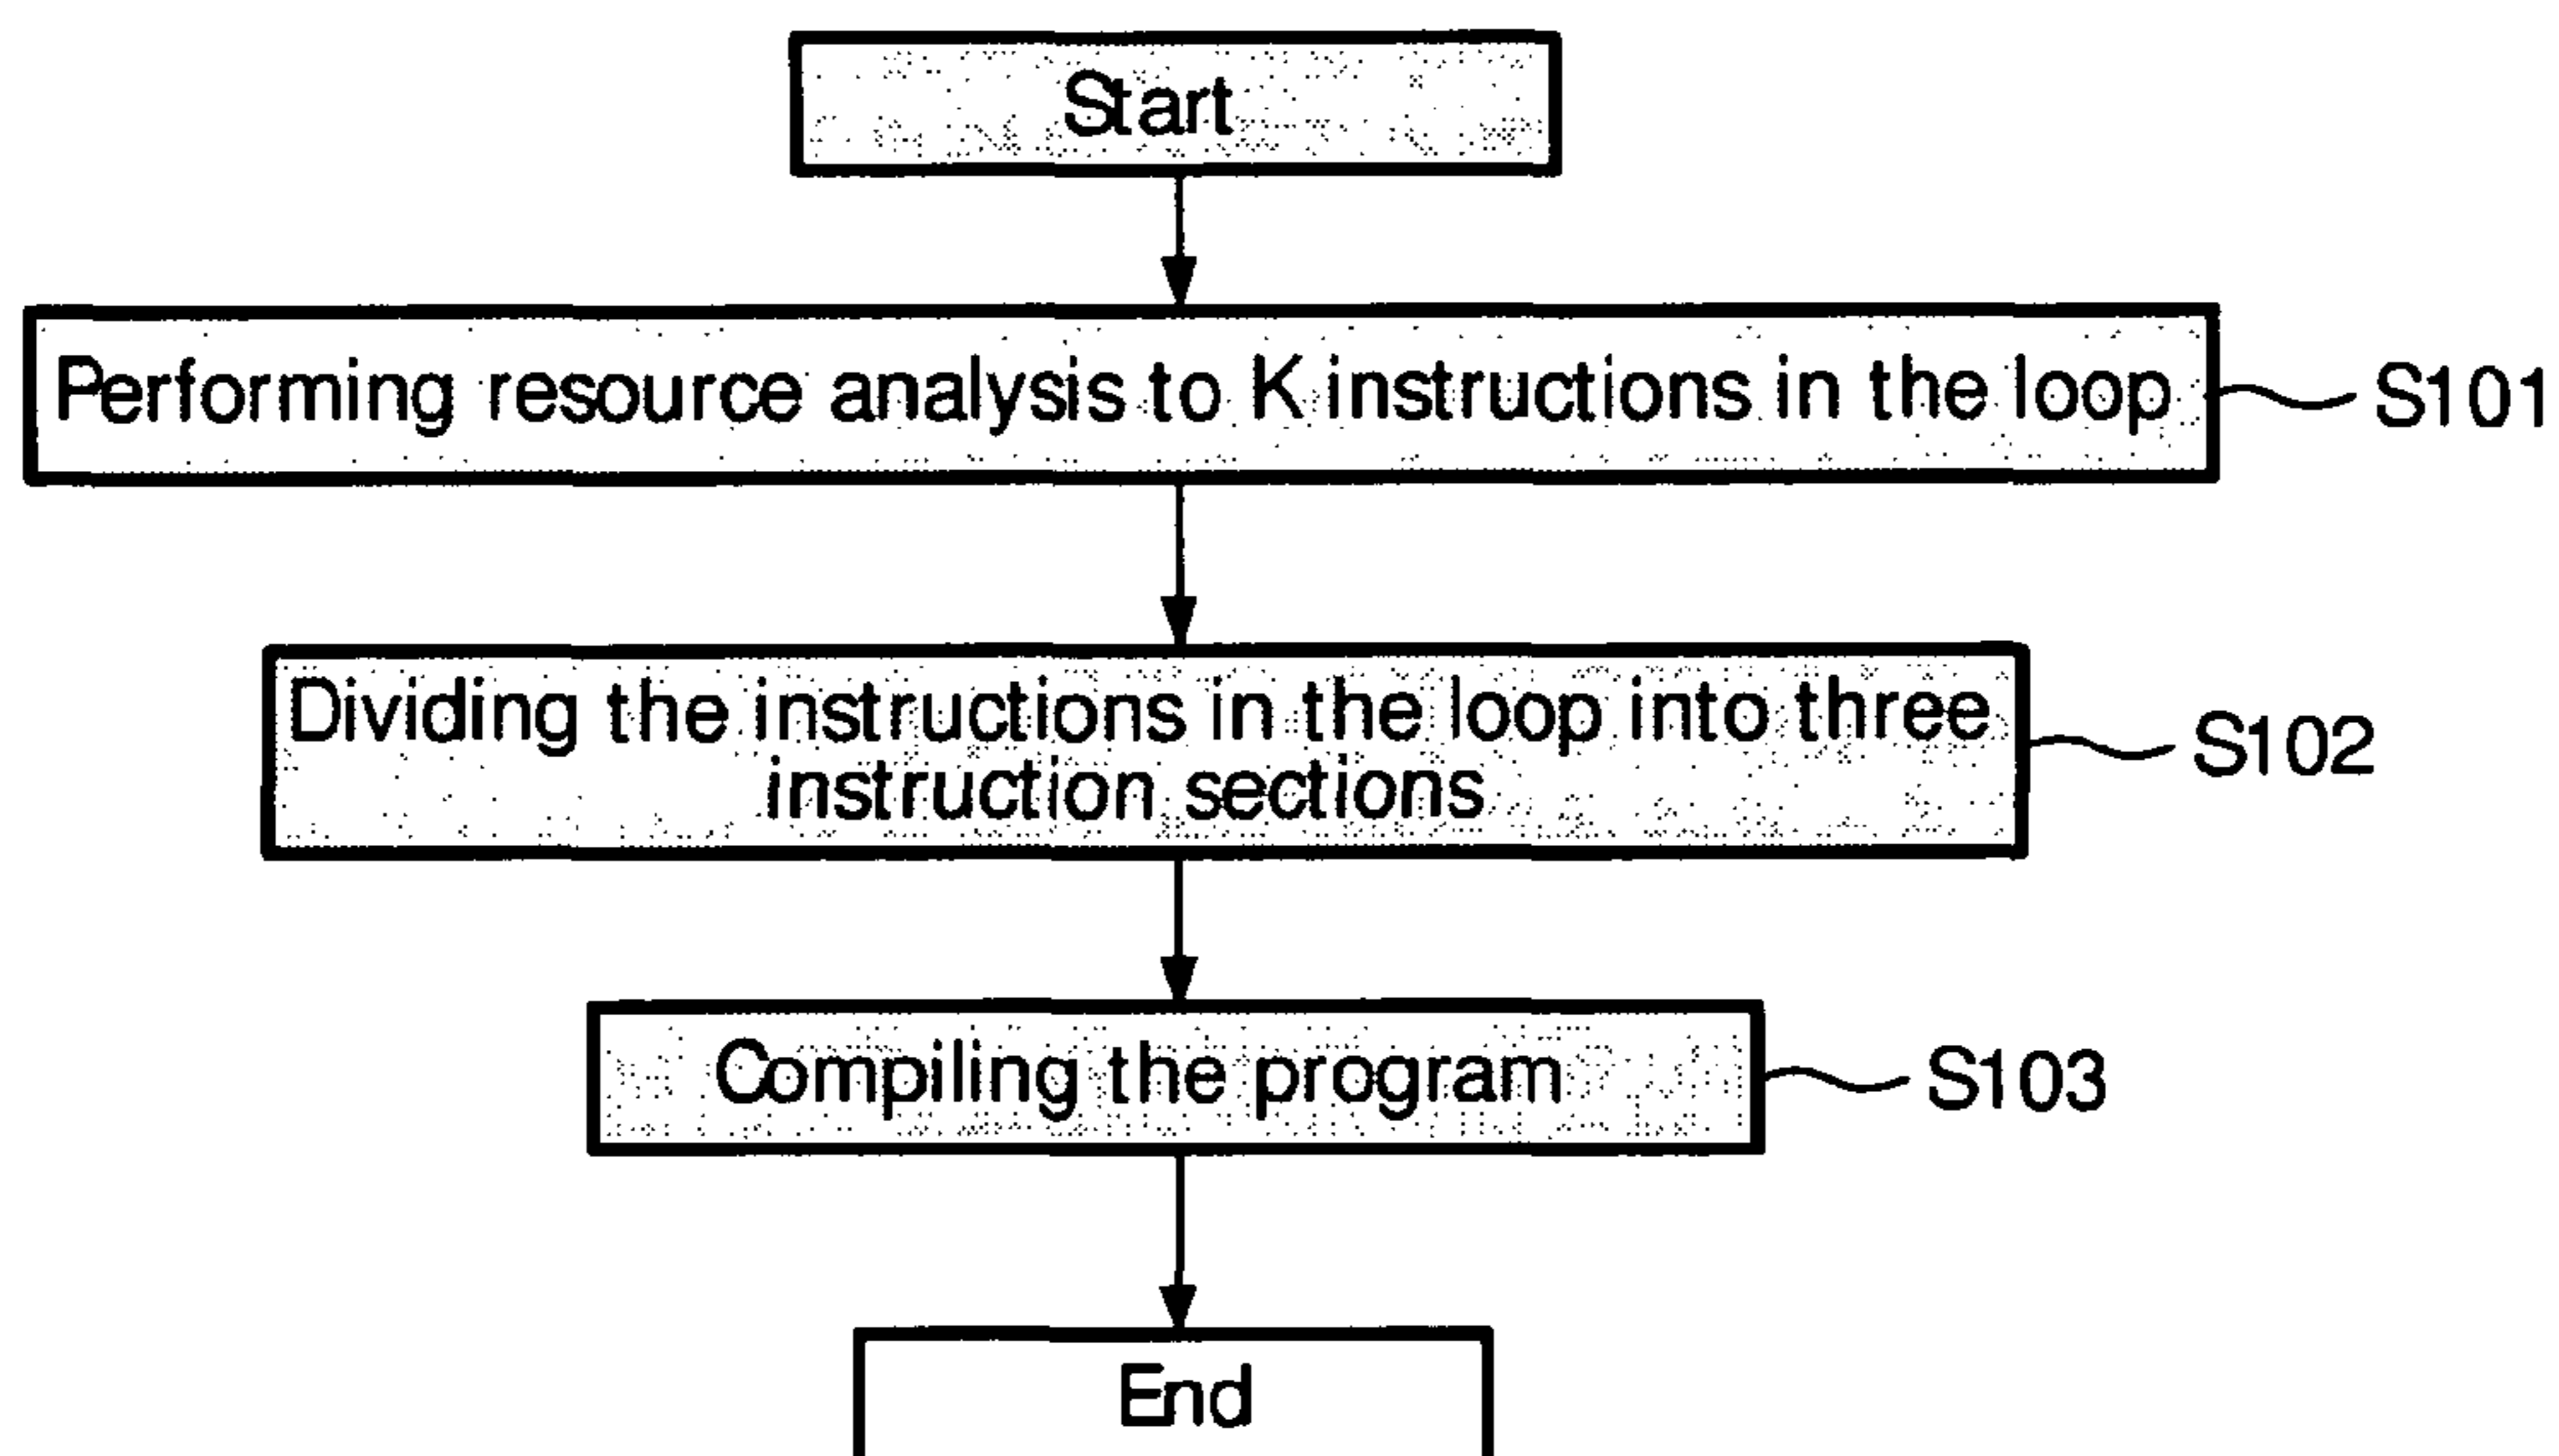 Start
Performing resource analysis to K instructions in the loop
S101
Dividing the instructions in the loop into three
instruction sections
S102
Compiling the program
S103
End